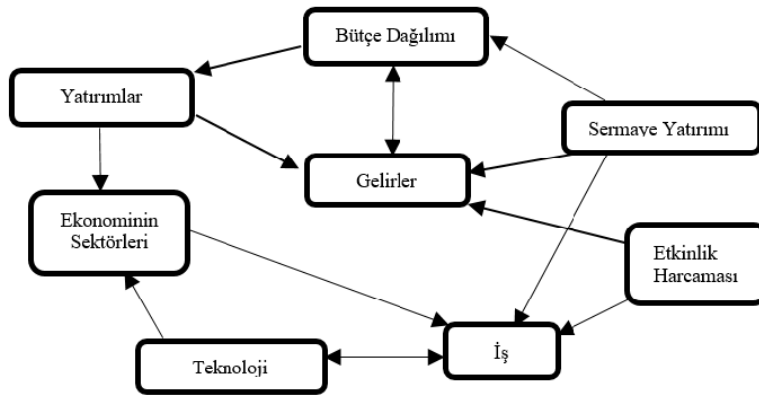 Bütçe Dağılımı
Yatırımlar
Sermaye Yatırımı
Gelirler
Ekonominin
Sektörleri
Etkinlik
Harcaması
İş
Teknoloji